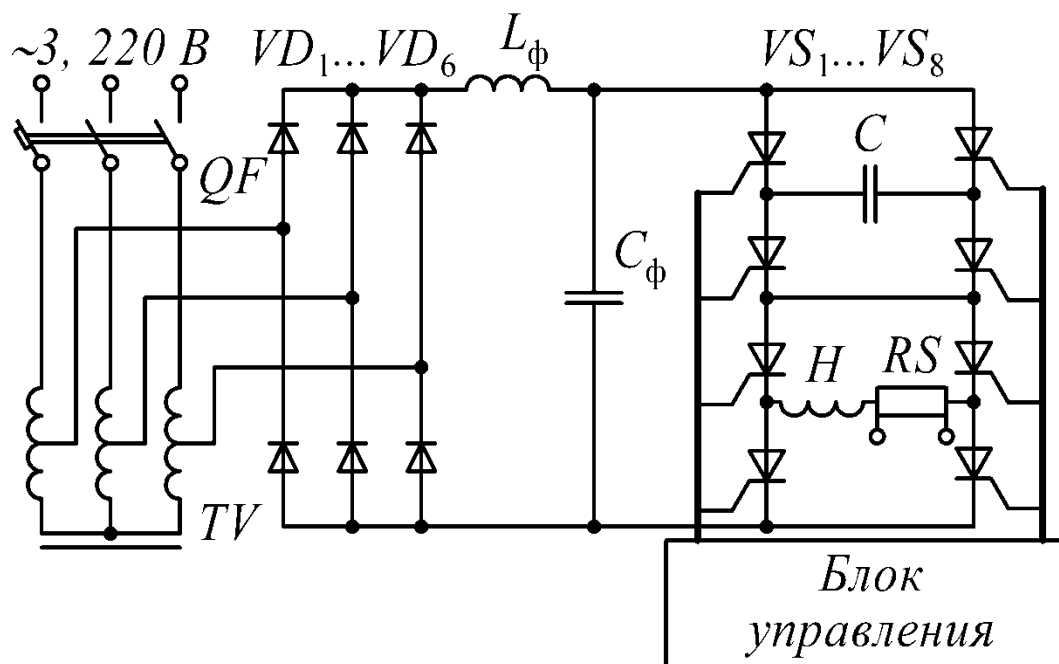 ~3, 220 В
VD₁...VD₆
Lф
VS₁...VS₈
C
QF
Cф
H
RS
TV
Блок
управления